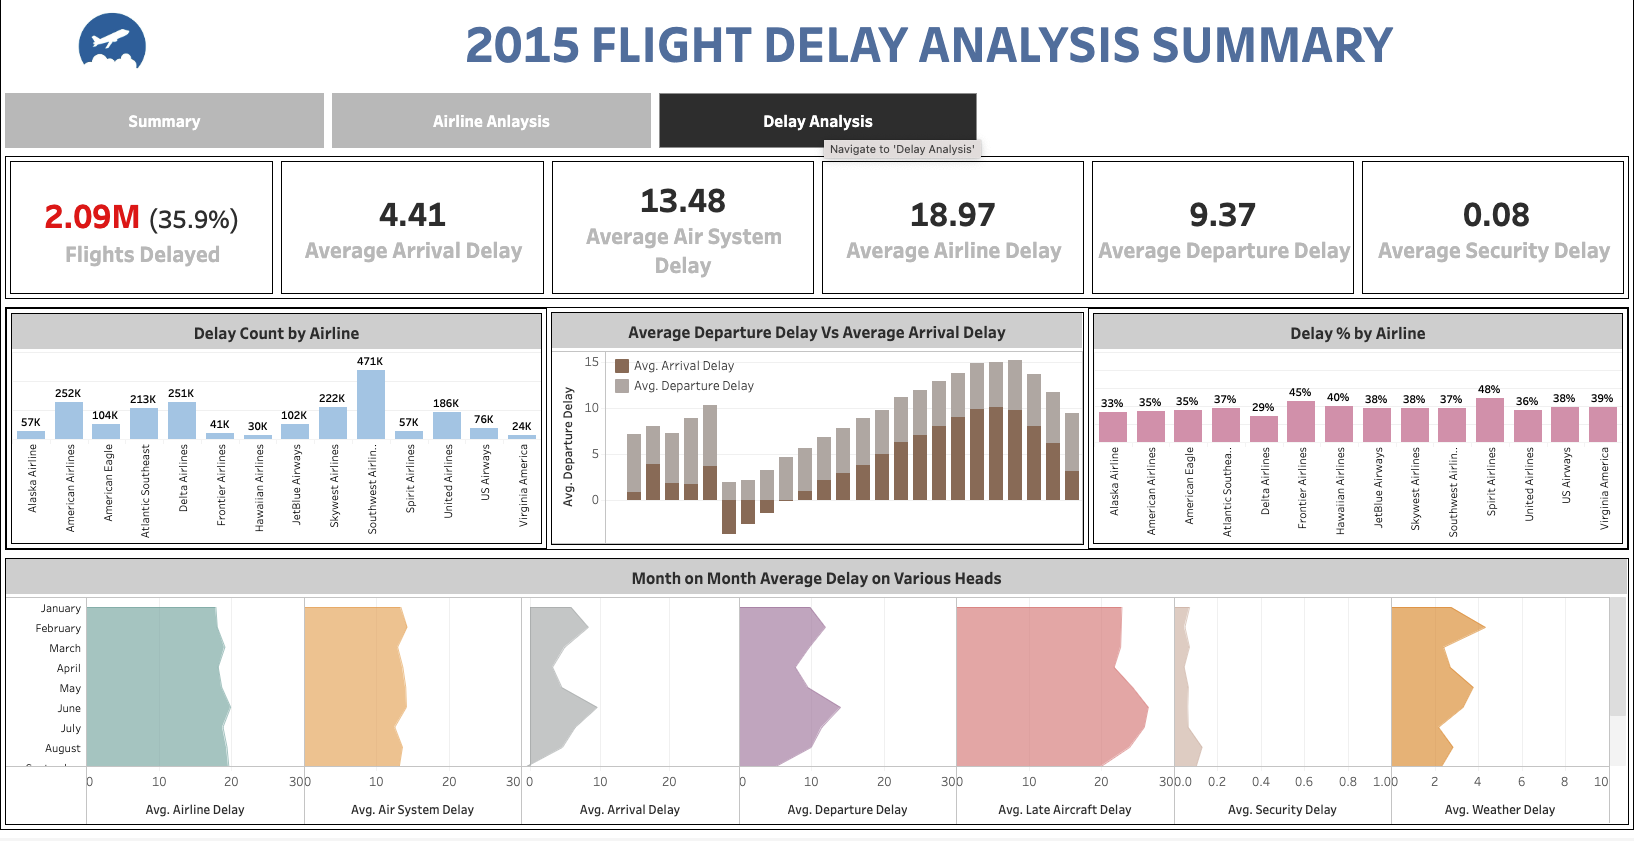 2015 FLIGHT DELAY ANALYSIS SUMMARY
Summary
Airline Anlaysis
Delay Analysis
Navigate to 'Delay Analysis'
2.09M (35.9%)
Flights Delayed
4.41
Average Arrival Delay
13.48
Average Air System
Delay
18.97
Average Airline Delay
9.37
Average Departure Delay
0.08
Average Security Delay
Delay Count by Airline
57K
252K
104K
213K
251K
41K
30K
102K
222K
471K
57K
186K
76K
24K
Alaska Airline
American Airlines
American Eagle
Atlantic Southeast
Delta Airlines
Frontier Airlines
Hawaiian Airlines
JetBlue Airways
Skywest Airlines
Southwest Airlin..
Spirit Airlines
United Airlines
US Airways
Virginia America
Average Departure Delay Vs Average Arrival Delay
Avg. Arrival Delay
Avg. Departure Delay
Avg. Departure Delay
15
10
5
0
Delay % by Airline
33%
35%
35%
37%
29%
45%
40%
38%
38%
37%
48%
36%
38%
39%
Alaska Airline
American Airlines
American Eagle
Atlantic Southea..
Delta Airlines
Frontier Airlines
Hawaiian Airlines
JetBlue Airways
Skywest Airlines
Southwest Airlin..
Spirit Airlines
United Airlines
US Airways
Virginia America
Month on Month Average Delay on Various Heads
January
February
March
April
May
June
July
August
0 10 20 30
0 10 20 30
0 10 20
0 10 20 30
0 10 20 30
0.0 0.2 0.4 0.6 0.8 1.0
0 2 4 6 8 10
Avg. Airline Delay
Avg. Air System Delay
Avg. Arrival Delay
Avg. Departure Delay
Avg. Late Aircraft Delay
Avg. Security Delay
Avg. Weather Delay